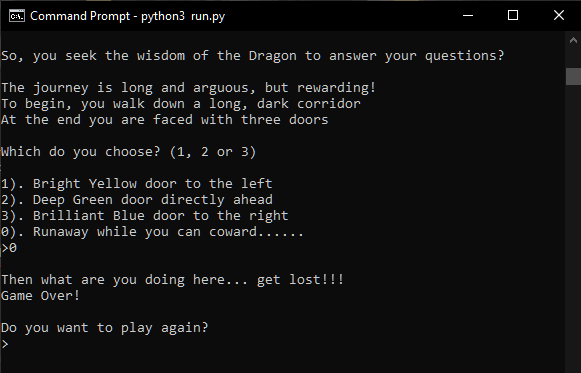 Command Prompt - python3 run.py
So, you seek the wisdom of the Dragon to answer your questions?
The journey is long and arguous, but rewarding!
To begin, you walk down a long, dark corridor
At the end you are faced with three doors
Which do you choose? (1, 2 or 3)
1). Bright Yellow door to the left
2). Deep Green door directly ahead
3). Brilliant Blue door to the right
0). Runaway while you can coward......
>0
Then what are you doing here... get lost!!!
Game Over!
Do you want to play again?
>